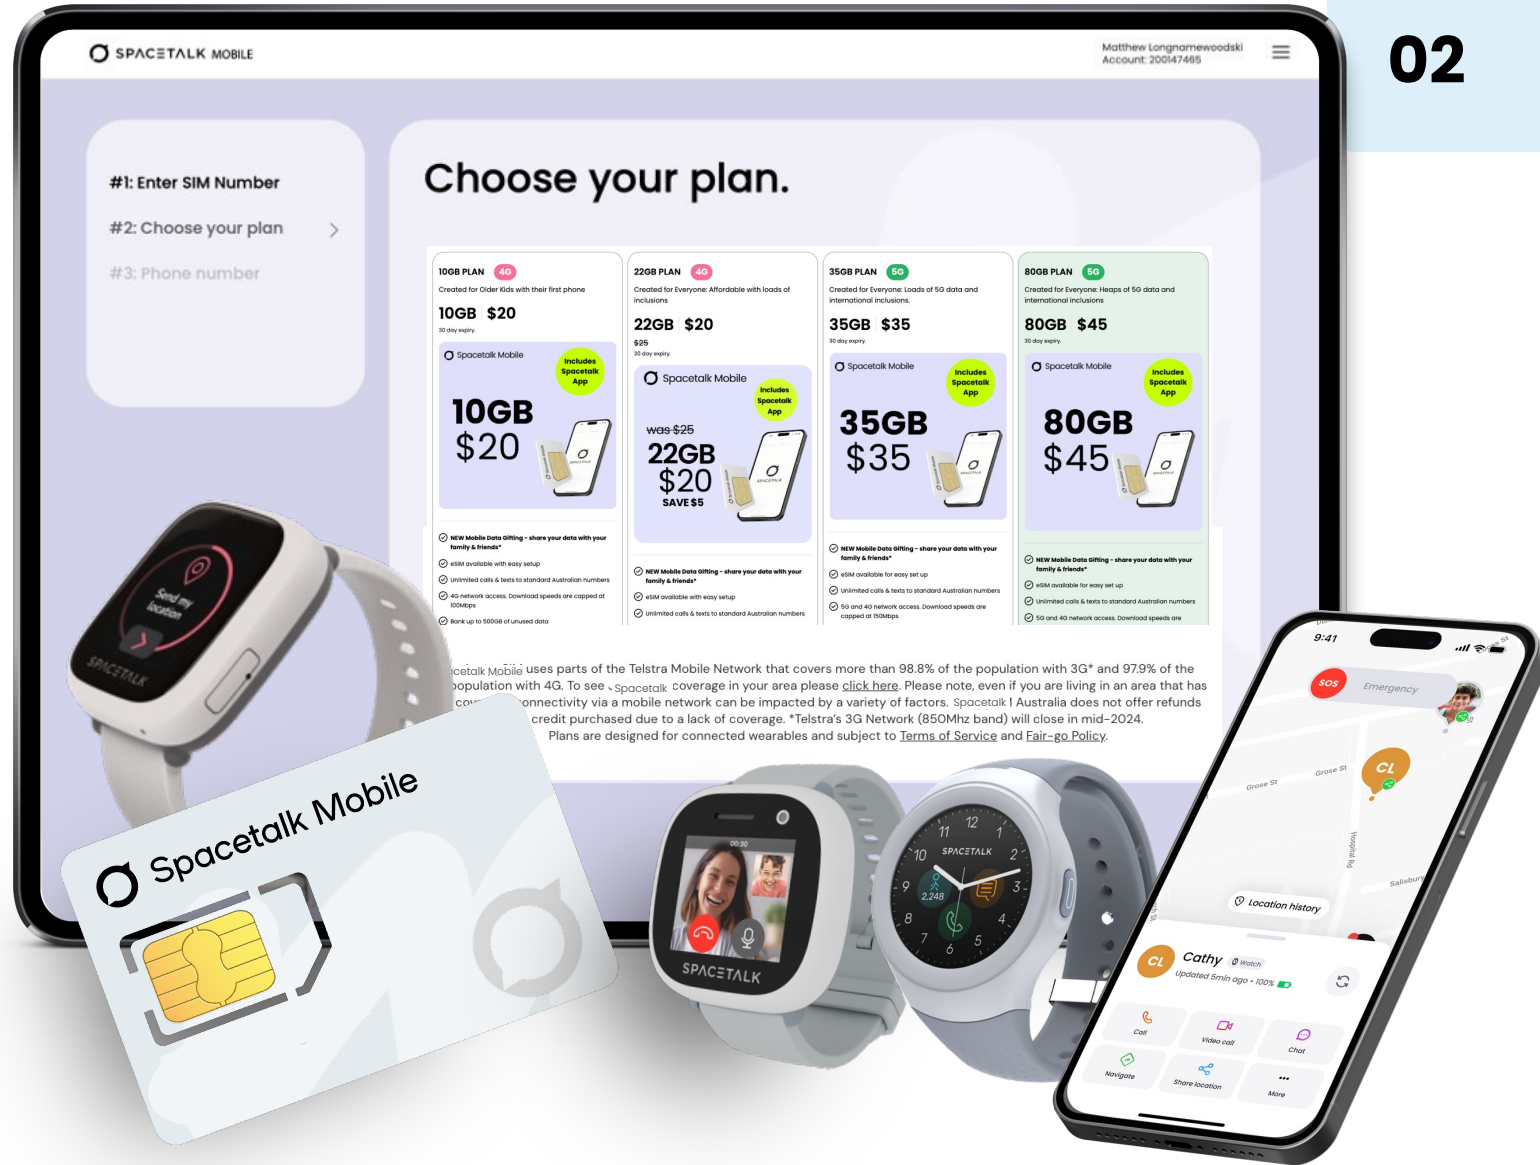 02
SPACETALK MOBILE
Matthew Longnamewoodski
Account: 200147465
#1: Enter SIM Number
#2: Choose your plan
#3: Phone number
Choose your plan.
10GB PLAN 4G
Created for Older Kids with their first phone
10GB $20
30 day expiry.
Spacetalk Mobile
Includes
Spacetalk
App
10GB
$20
NEW Mobile Data Gifting - share your data with your
family & friends*
eSIM available with easy setup
Unlimited calls & texts to standard Australian numbers
4G network access. Download speeds are capped at
100Mbps
Bank up to 500GB of unused data
22GB PLAN 4G
Created for Everyone: Affordable with loads of
inclusions
22GB $20
$25
30 day expiry.
Spacetalk Mobile
Includes
Spacetalk
App
was $25
22GB
$20
SAVE $5
SPACETALK
NEW Mobile Data Gifting - share your data with your
family & friends*
eSIM available with easy setup
Unlimited calls & texts to standard Australian numbers
35GB PLAN 5G
Created for Everyone: Loads of 5G data and
international inclusions.
35GB $35
30 day expiry.
Spacetalk Mobile
Includes
Spacetalk
App
35GB
$35
NEW Mobile Data Gifting - share your data with your
family & friends*
eSIM available for easy set up
Unlimited calls & texts to standard Australian numbers
5G and 4G network access. Download speeds are
capped at 150Mbps
80GB PLAN 5G
Created for Everyone: Heaps of 5G data and
international inclusions
80GB $45
30 day expiry.
Spacetalk Mobile
Includes
Spacetalk
App
80GB
$45
NEW Mobile Data Gifting - share your data with your
family & friends*
eSIM available for easy set up
Unlimited calls & texts to standard Australian numbers
5G and 4G network access. Download speeds are
Mobile uses parts of the Telstra Mobile Network that covers more than 98.8% of the population with 3G* and 97.9% of the
population with 4G. To see Spacetalk coverage in your area please click here. Please note, even if you are living in an area that has
connectivity via a mobile network can be impacted by a variety of factors. Spacetalk Australia does not offer refunds
credit purchased due to a lack of coverage. *Telstra's 3G Network (850Mhz band) will close in mid-2024.
Plans are designed for connected wearables and subject to Terms of Service and Fair-go Policy.
Send my
location
SPACETALK
Spacetalk Mobile
00:30
SPACETALK
12
1
2
3
4
5
6
7
8
9
10
11
SPACETALK
2,248
9:41
SOS Emergency
Grose St
Grose St
Grose St
CL
Hospital Rd
Salisbury
Location history
CL
Cathy Watch
Updated 5min ago • 100%
Call
Video call
Chat
Navigate
Share location
More